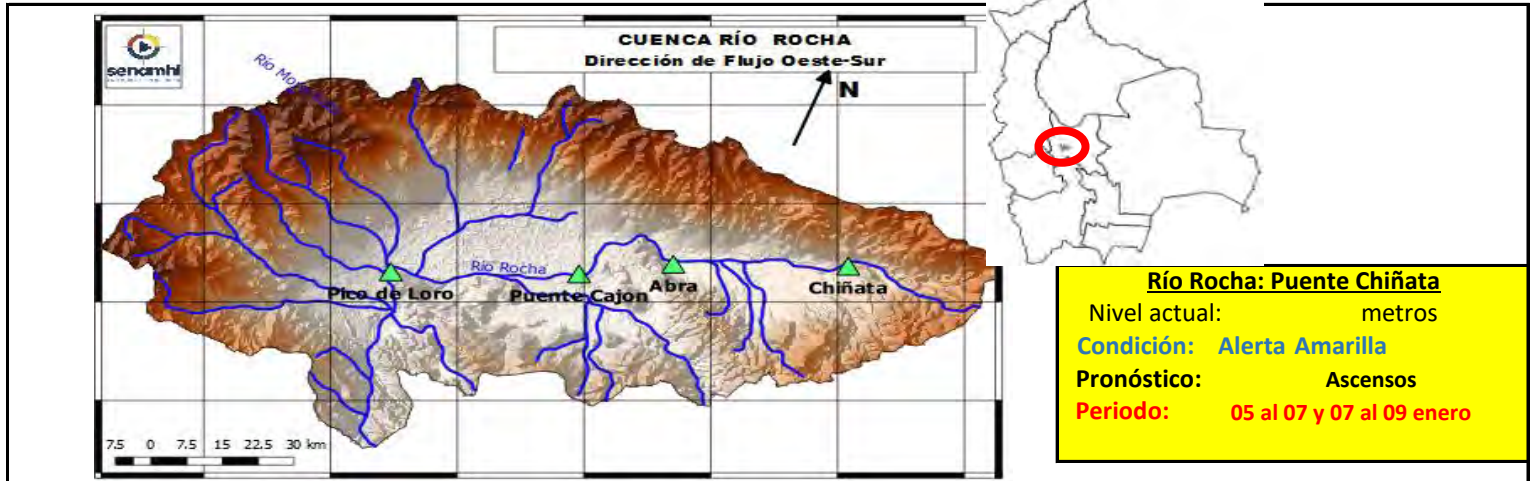 senamhi
CUENCA RÍO ROCHA
Dirección de Flujo Oeste-Sur
N
Río Rocha
Pico de Loro
Puente Cajon
Abra
Chiñata
7.5 0 7.5 15 22.5 30 km
Río Rocha: Puente Chiñata
Nivel actual: metros
Condición: Alerta Amarilla
Pronóstico: Ascensos
Periodo: 05 al 07 y 07 al 09 enero